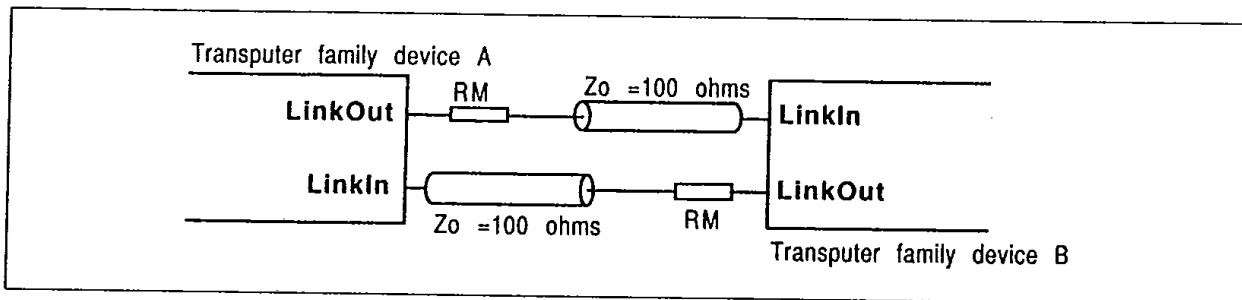 Transputer family device A
RM
Zo =100 ohms
LinkOut
LinkIn
LinkIn
LinkOut
Zo =100 ohms
RM
Transputer family device B